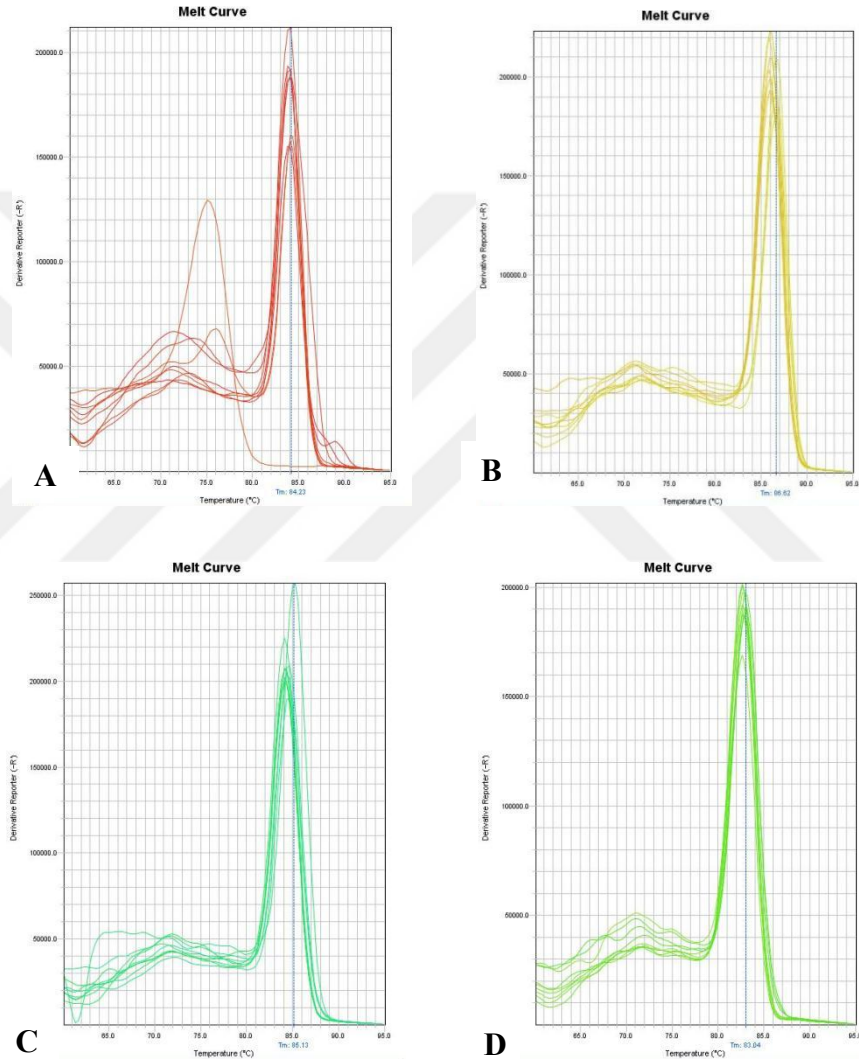 Melt Curve
200000.0
150000.0
100000.0
50000.0
Derivative Reporter (-R')
65.0 70.0 75.0 80.0 85.0 90.0 95.0
Tm: 84.23
Temperature (°C)
A
Melt Curve
200000.0
150000.0
100000.0
50000.0
Derivative Reporter (-R')
65.0 70.0 75.0 80.0 85.0 90.0 95.0
Tm: 86.62
Temperature (°C)
B
Melt Curve
250000.0
200000.0
150000.0
100000.0
50000.0
Derivative Reporter (-R')
65.0 70.0 75.0 80.0 85.0 90.0 95.0
Tm: 85.13
Temperature (°C)
C
Melt Curve
200000.0
150000.0
100000.0
50000.0
Derivative Reporter (-R')
65.0 70.0 75.0 80.0 85.0 90.0 95.0
Tm: 83.04
Temperature (°C)
D